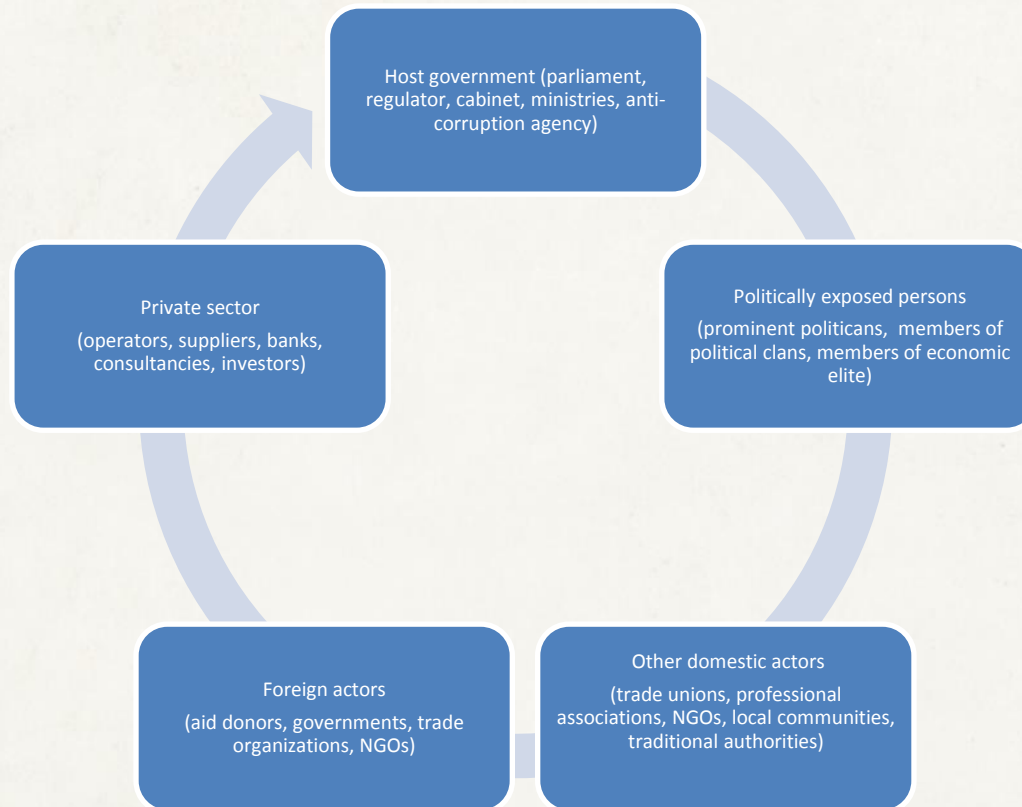 Host government (parliament,
regulator, cabinet, ministries, anti-
corruption agency)
Politically exposed persons
(prominent politicans, members of
political clans, members of economic
elite)
Other domestic actors
(trade unions, professional
associations, NGOs, local communities,
traditional authorities)
Foreign actors
(aid donors, governments, trade
organizations, NGOs)
Private sector
(operators, suppliers, banks,
consultancies, investors)